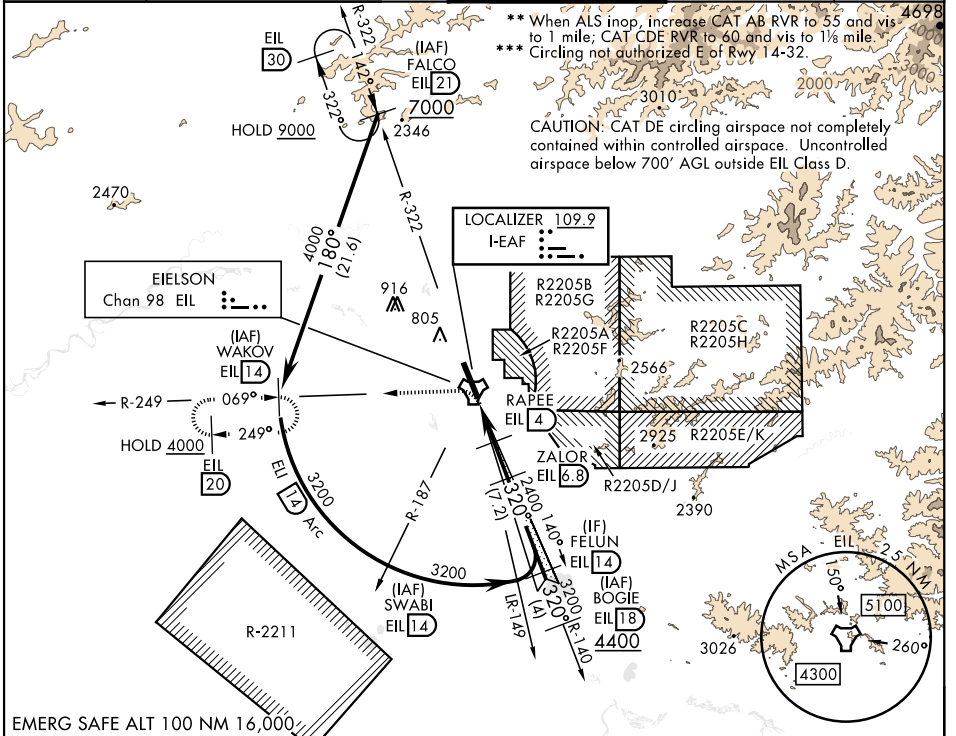 ** When ALS inop, increase CAT AB RVR to 55 and vis
to 1 mile; CAT CDE RVR to 60 and vis to 1⅛ mile.
*** Circling not authorized E of Rwy 14-32.
4698
4000
3000
2000
3010
CAUTION: CAT DE circling airspace not completely
contained within controlled airspace. Uncontrolled
airspace below 700' AGL outside EIL Class D.
R-322
EIL
30
142°
322°
(IAF)
FALCO
EIL 21
7000
HOLD 9000
2346
2470
R-322
4000
180°
(21.6)
LOCALIZER 109.9
I-EAF
EIELSON
Chan 98 EIL
916
805
R2205B
R2205G
R2205A
R2205F
R2205C
R2205H
2566
(IAF)
WAKOV
EIL 14
R-249
069°
249°
HOLD 4000
EIL
20
RAPEE
EIL 4
2925
R2205E/K
ZALOR
EIL 6.8
R2205D/J
2390
ELI 14 Arc
3200
R-187
2400
320°
(7.2)
140°
(IF)
FELUN
EIL 14
3200
(IAF)
SWABI
EIL 14
LR-149
(4)
320°
3200
R-140
(IAF)
BOGIE
EIL 18
4400
R-2211
3026
MSA - EIL 25 NM
150°
5100
260°
4300
EMERG SAFE ALT 100 NM 16,000